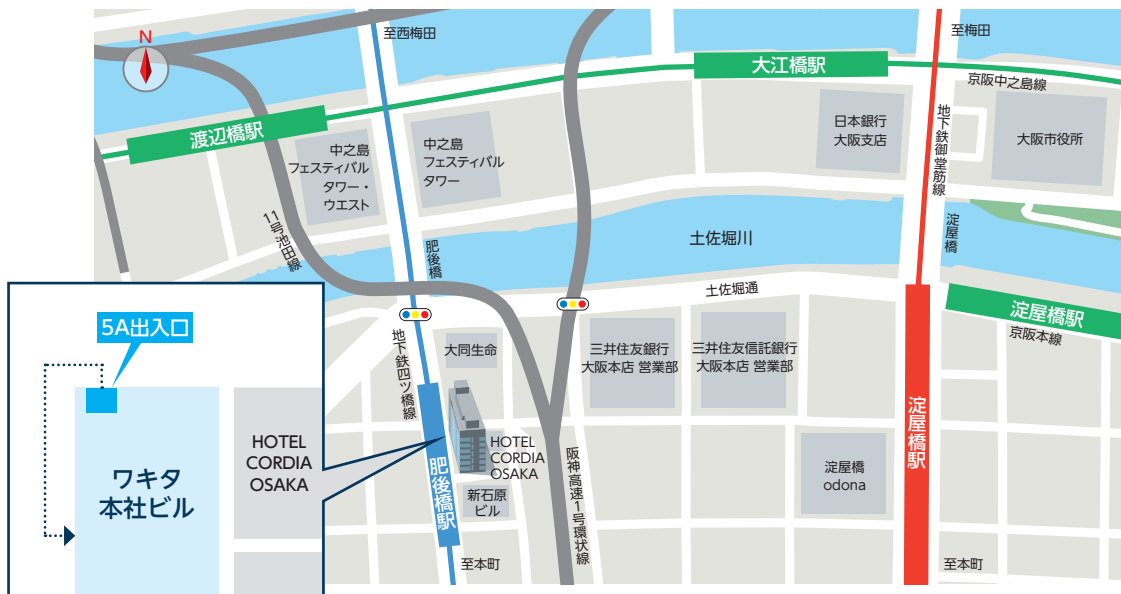 N
至西梅田
至梅田
大江橋駅
京阪中之島線
渡辺橋駅
中之島
フェスティバル
タワー・
ウエスト
中之島
フェスティバル
タワー
日本銀行
大阪支店
地下鉄御堂筋線
大阪市役所
11号池田線
肥後橋
土佐堀川
淀屋橋
土佐堀通
淀屋橋駅
京阪本線
5A出入口
地下鉄四ツ橋線
大同生命
三井住友銀行
大阪本店 営業部
三井住友信託銀行
大阪本店 営業部
淀屋橋駅
HOTEL
CORDIA
OSAKA
ワキタ
本社ビル
HOTEL
CORDIA
OSAKA
肥後橋駅
新石原
ビル
阪神高速1号環状線
淀屋橋
odona
至本町
至本町